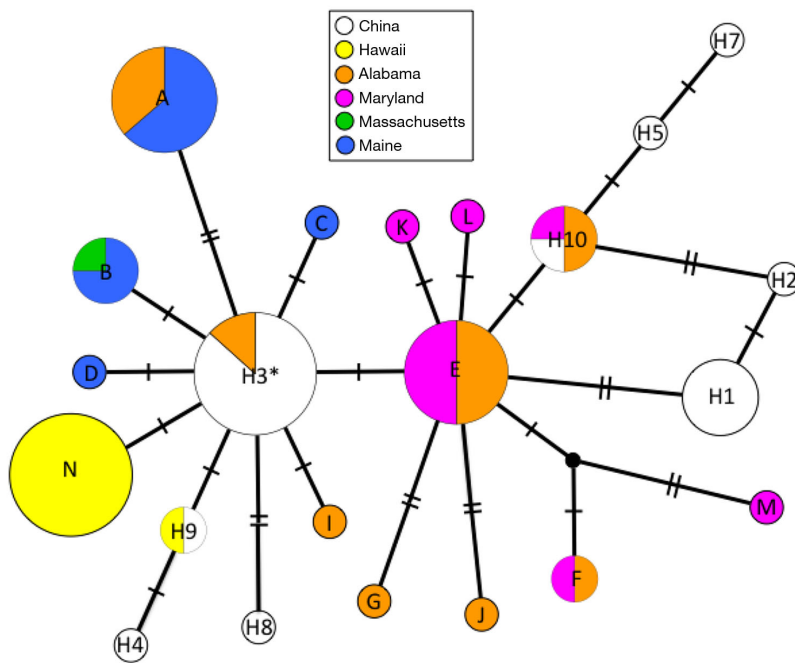 China
Hawaii
Alabama
Maryland
Massachusetts
Maine
H7
A
H5
K
L
C
H10
B
H2
D
H3*
E
H1
N
M
H9
I
F
G
J
H8
H4